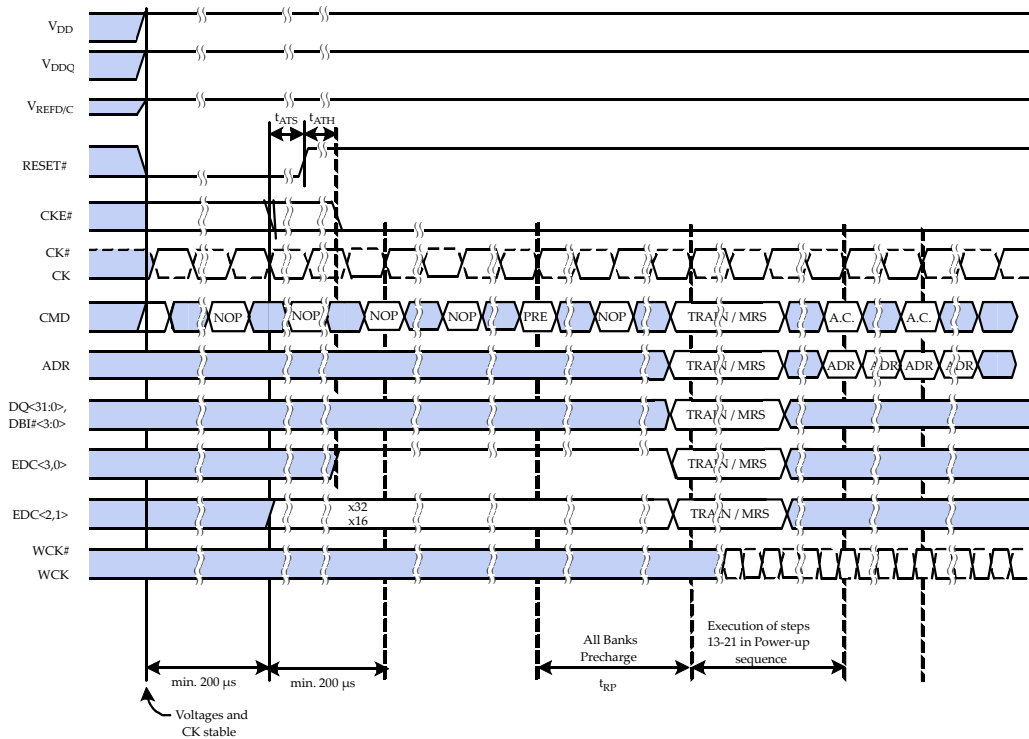 VDD
VDDQ
VREFD/C
tATS tATH
RESET#
CKE#
CK#
CK
CMD NOP NOP NOP NOP PRE NOP TRAIN / MRS A.C. A.C.
ADR TRAIN / MRS ADR ADR ADR ADR
DQ<31:0>,
DBI#<3:0> TRAIN / MRS
EDC<3,0> TRAIN / MRS
x32
EDC<2,1> TRAIN / MRS
x16
WCK#
WCK
All Banks
Precharge
Execution of steps
13-21 in Power-up
sequence
min. 200 µs min. 200 µs tRP
Voltages and
CK stable